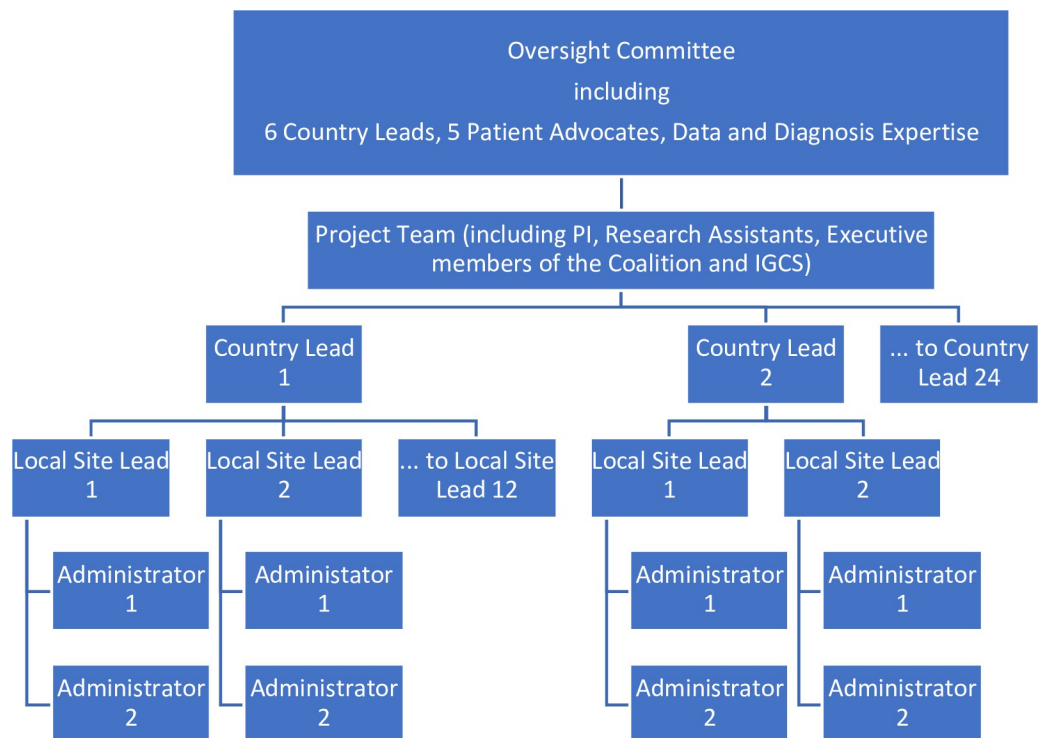 Oversight Committee
including
6 Country Leads, 5 Patient Advocates, Data and Diagnosis Expertise
Project Team (including PI, Research Assistants, Executive
members of the Coalition and IGCS)
Country Lead
1
Country Lead
2
... to Country
Lead 24
Local Site Lead
1
Local Site Lead
2
... to Local Site
Lead 12
Local Site Lead
1
Local Site Lead
2
Administrator
1
Administator
1
Administrator
1
Administrator
1
Administrator
2
Administrator
2
Administrator
2
Administrator
2